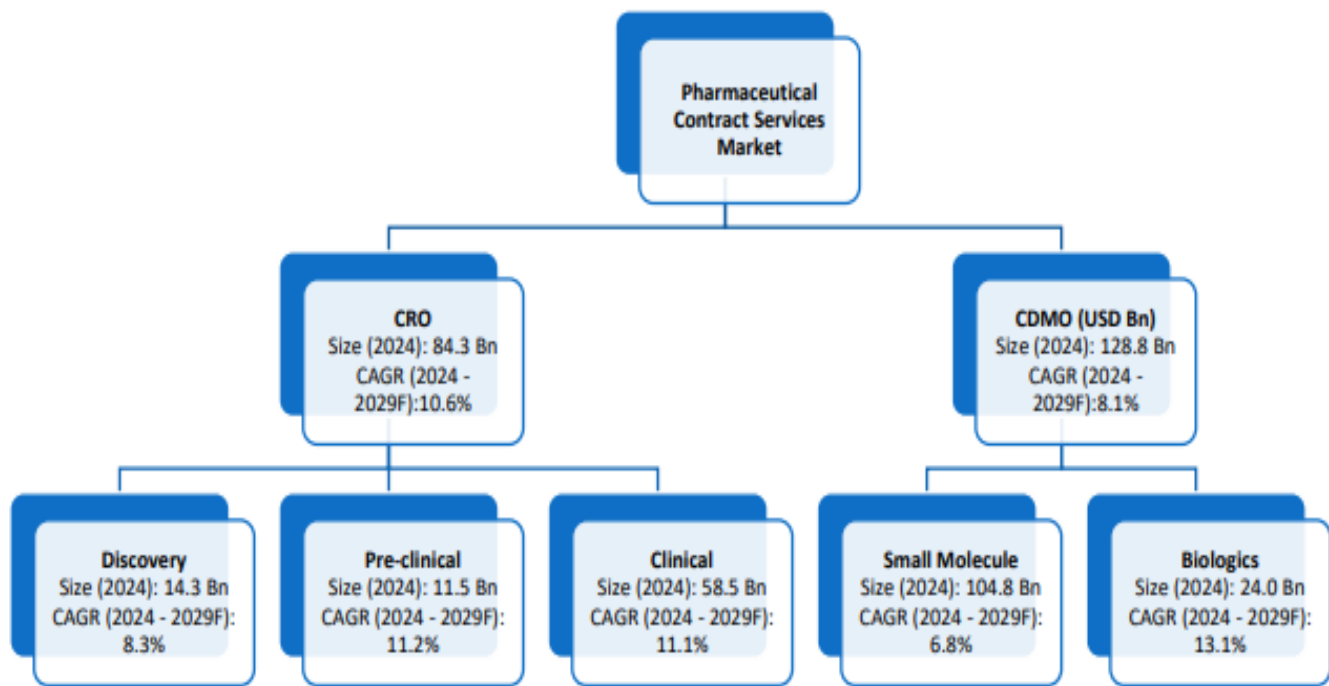 Pharmaceutical
Contract Services
Market
CRO
Size (2024): 84.3 Bn
CAGR (2024 -
2029F):10.6%
CDMO (USD Bn)
Size (2024): 128.8 Bn
CAGR (2024 -
2029F):8.1%
Discovery
Size (2024): 14.3 Bn
CAGR (2024 - 2029F):
8.3%
Pre-clinical
Size (2024): 11.5 Bn
CAGR (2024 - 2029F):
11.2%
Clinical
Size (2024): 58.5 Bn
CAGR (2024 - 2029F):
11.1%
Small Molecule
Size (2024): 104.8 Bn
CAGR (2024 - 2029F):
6.8%
Biologics
Size (2024): 24.0 Bn
CAGR (2024 - 2029F):
13.1%